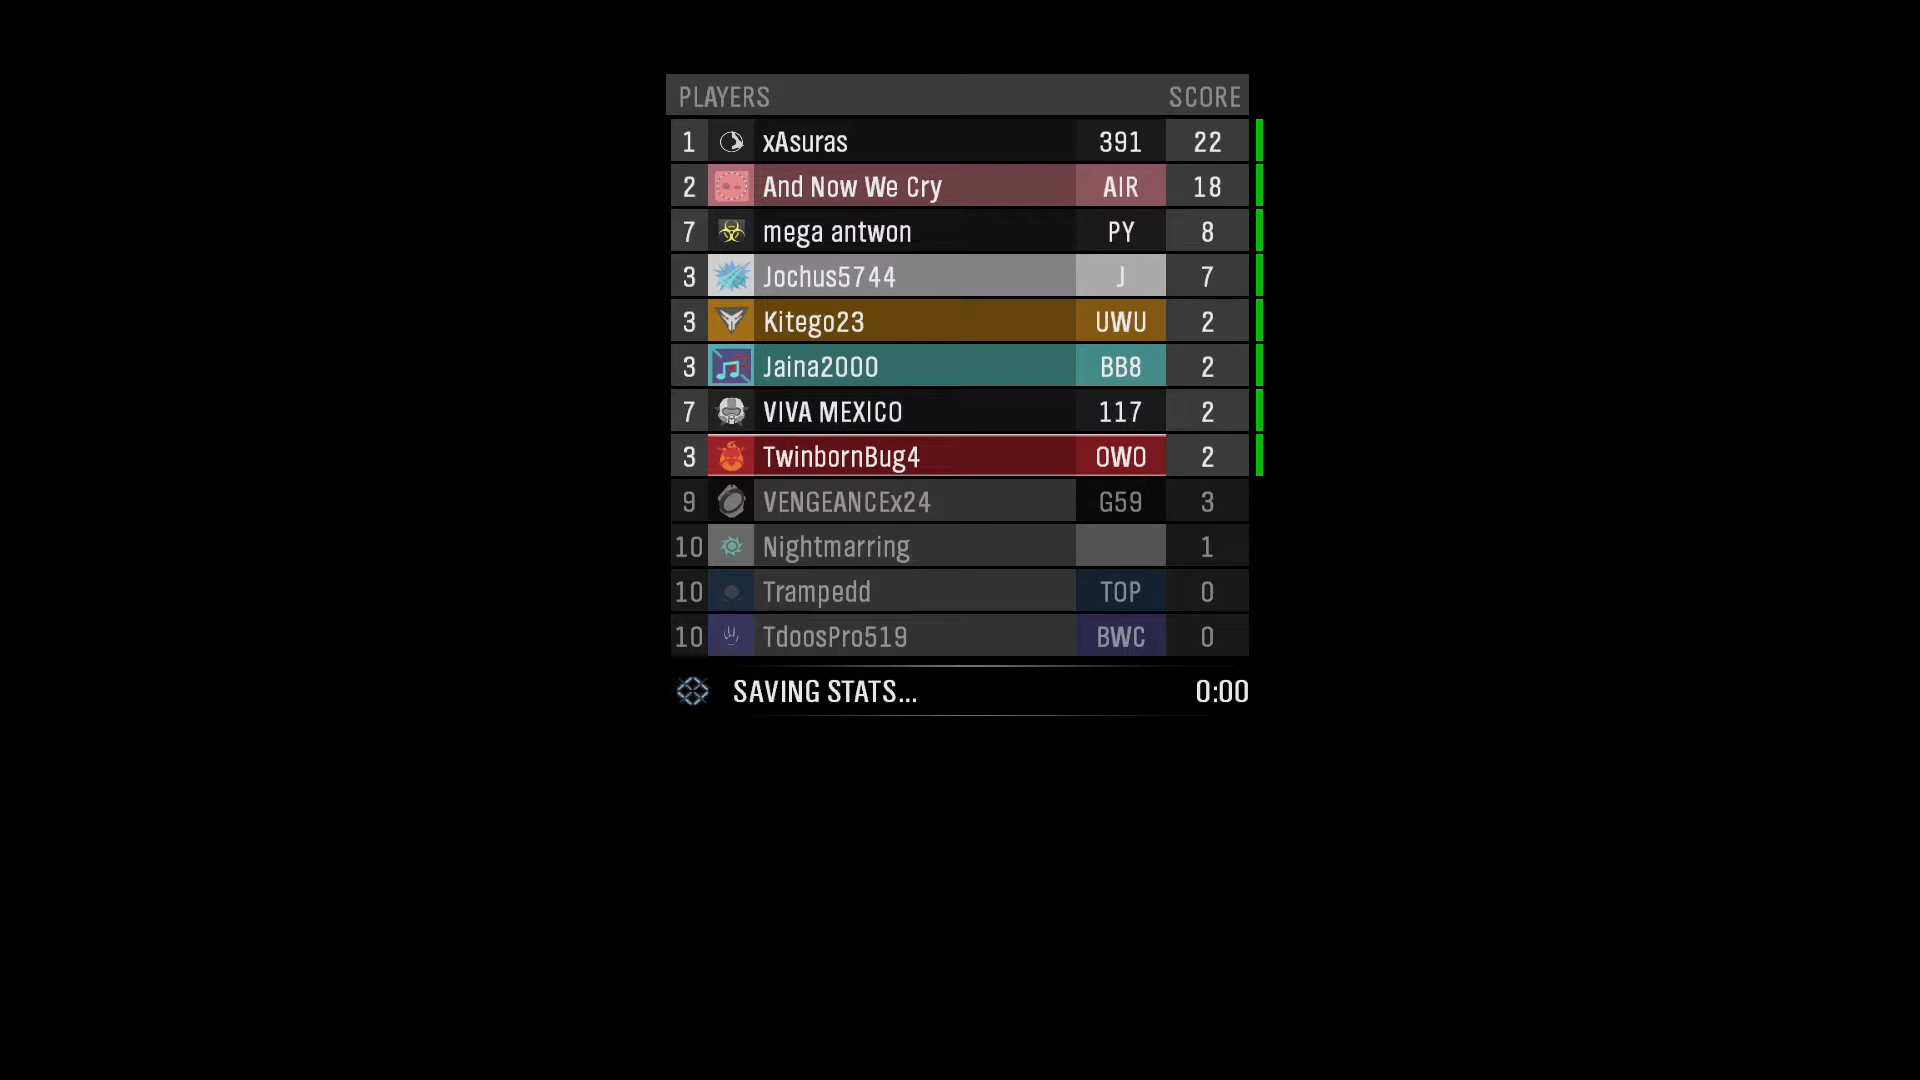 PLAYERS SCORE
1 xAsuras 391 22
2 And Now We Cry AIR 18
7 mega antwon PY 8
3 Jochus5744 J 7
3 Kitego23 UWU 2
3 Jaina2000 BB8 2
7 VIVA MEXICO 117 2
3 TwinbornBug4 OWO 2
9 VENGEANCEx24 G59 3
10 Nightmarring 1
10 Trampedd TOP 0
10 TdoosPro519 BWC 0
SAVING STATS... 0:00